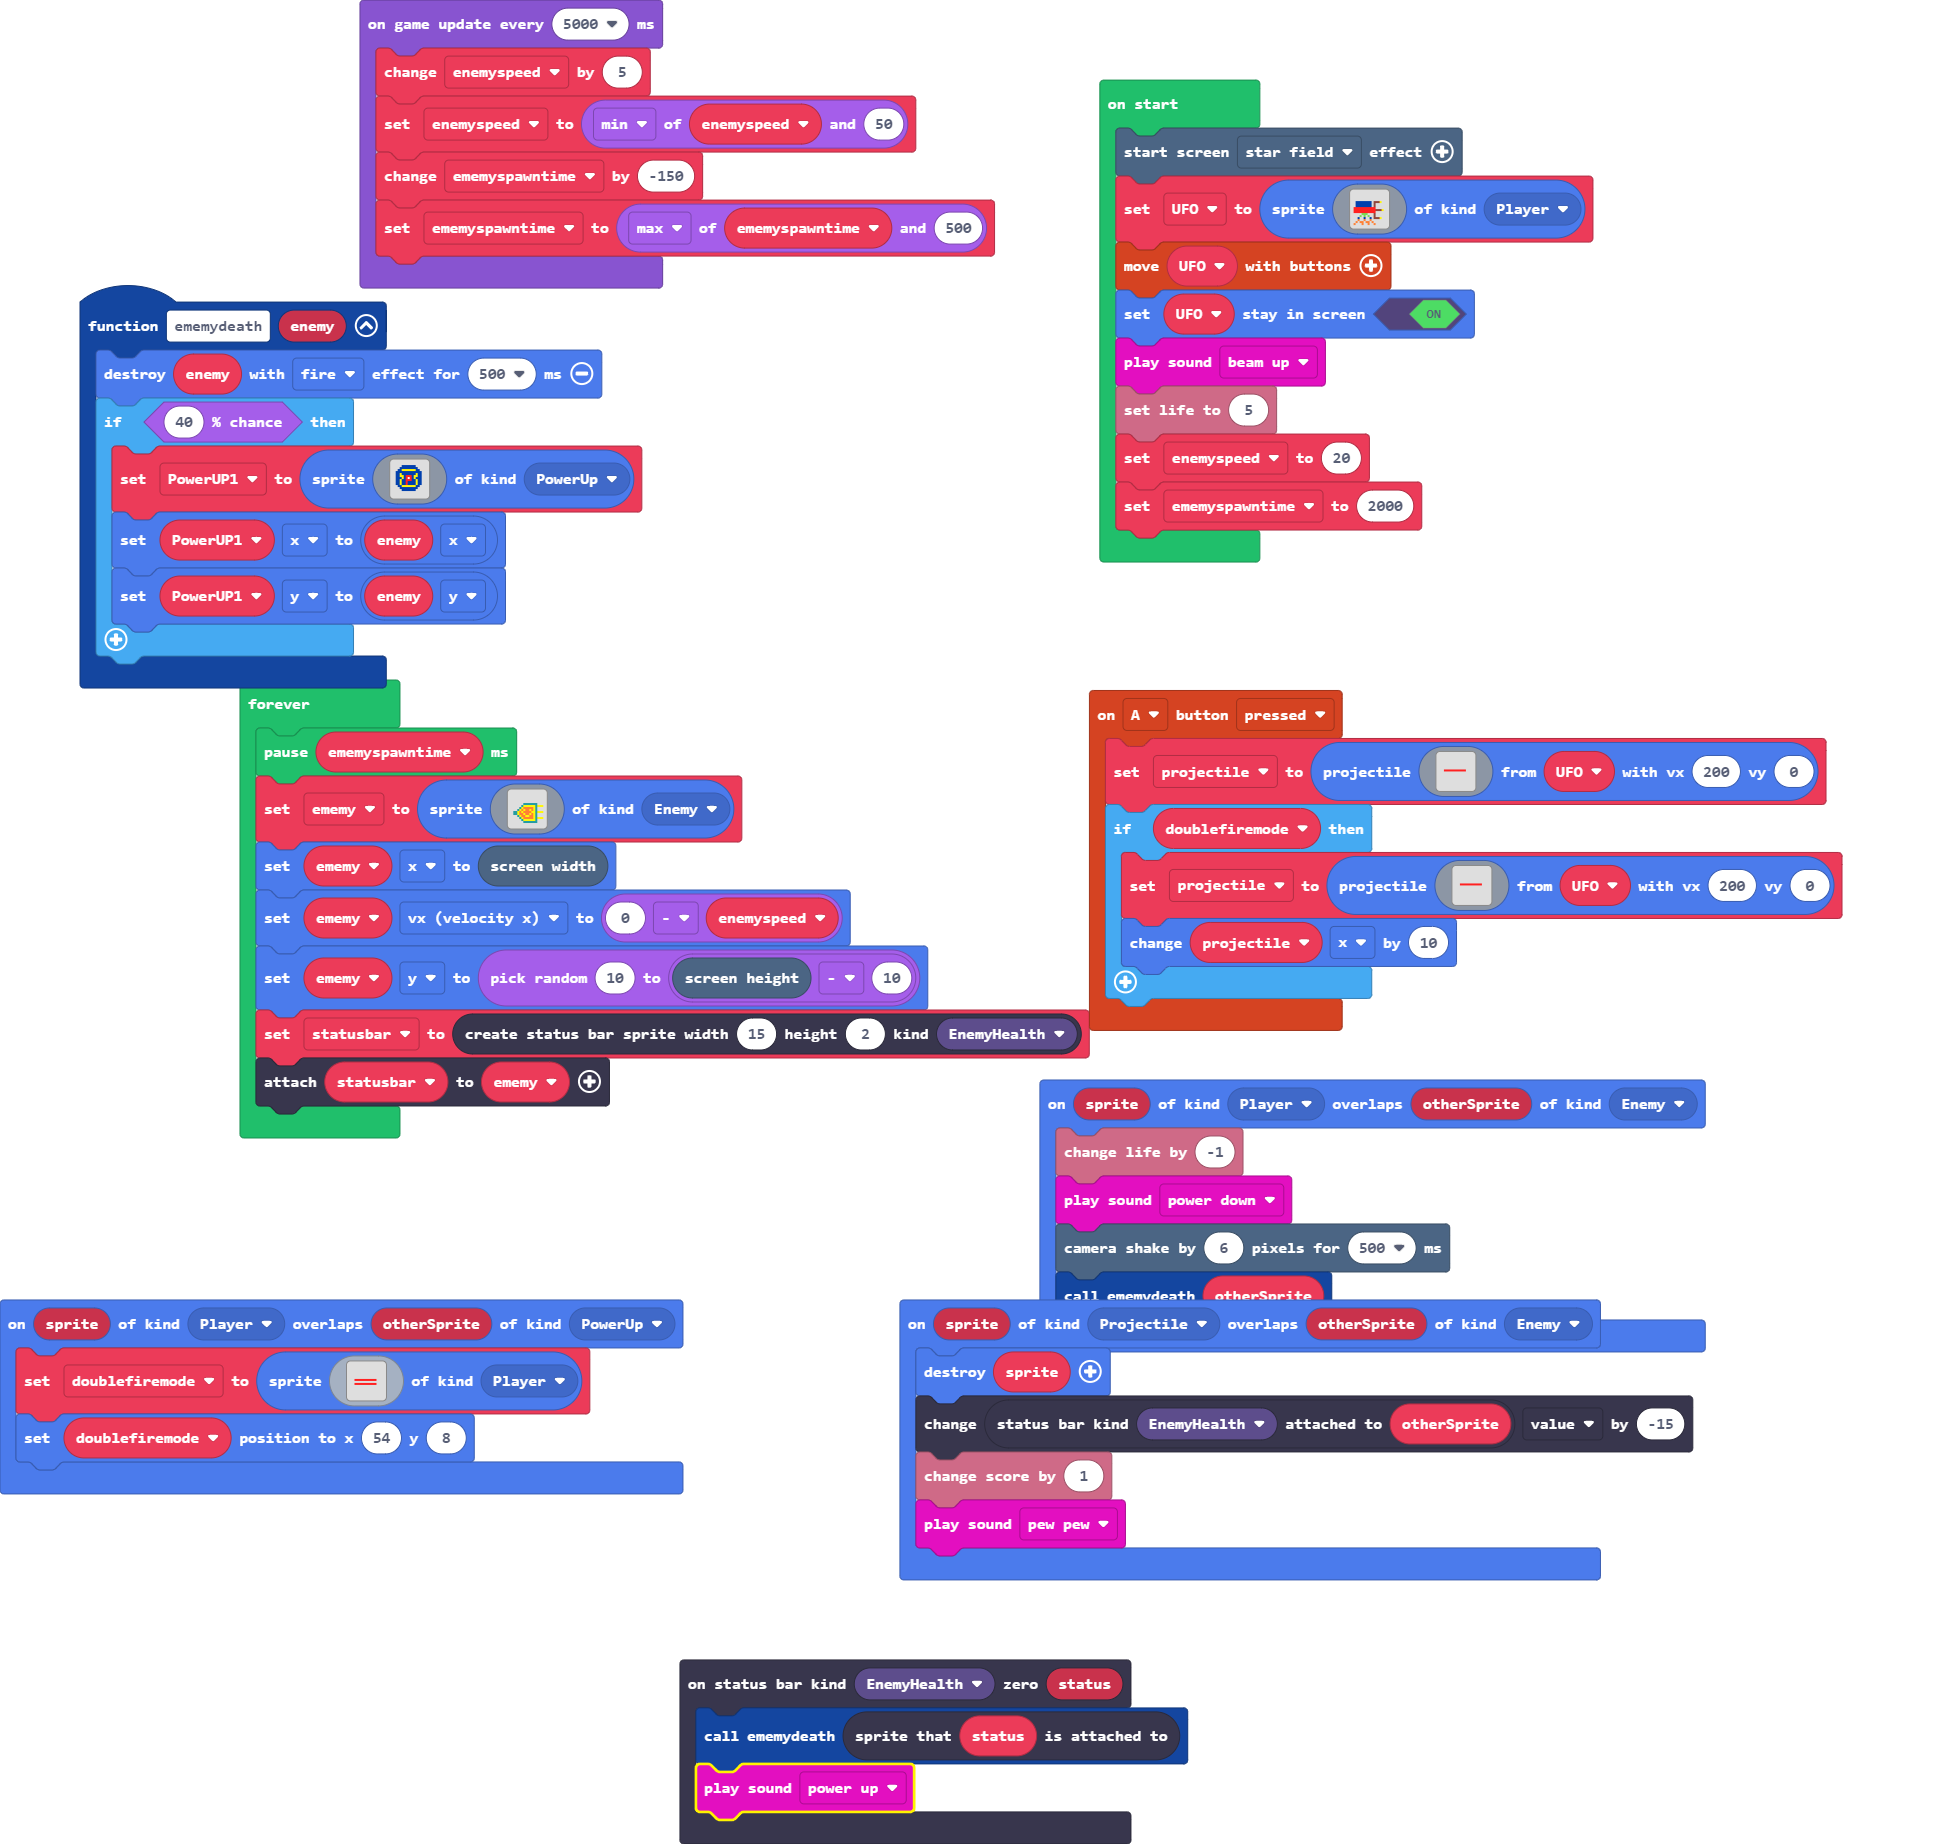 on game update every 5000 ms
change enemyspeed by 5
set enemyspeed to min of enemyspeed and 50
change ememyspawntime by -150
set ememyspawntime to max of ememyspawntime and 500
on start
start screen star field effect
set UFO to sprite of kind Player
move UFO with buttons
set UFO stay in screen ON
play sound beam up
set life to 5
set enemyspeed to 20
set ememyspawntime to 2000
function ememydeath enemy
destroy enemy with fire effect for 500 ms
if 40 % chance then
set PowerUP1 to sprite of kind PowerUp
set PowerUP1 x to enemy x
set PowerUP1 y to enemy y
forever
pause ememyspawntime ms
set ememy to sprite of kind Enemy
set ememy x to screen width
set ememy vx (velocity x) to 0 - enemyspeed
set ememy y to pick random 10 to screen height - 10
set statusbar to create status bar sprite width 15 height 2 kind EnemyHealth
attach statusbar to ememy
on A button pressed
set projectile to projectile from UFO with vx 200 vy 0
if doublefiremode then
set projectile to projectile from UFO with vx 200 vy 0
change projectile x by 10
on sprite of kind Player overlaps otherSprite of kind Enemy
change life by -1
play sound power down
camera shake by 6 pixels for 500 ms
call ememydeath otherSprite
on sprite of kind Player overlaps otherSprite of kind PowerUp
set doublefiremode to sprite of kind Player
set doublefiremode position to x 54 y 8
on sprite of kind Projectile overlaps otherSprite of kind Enemy
destroy sprite
change status bar kind EnemyHealth attached to otherSprite value by -15
change score by 1
play sound pew pew
on status bar kind EnemyHealth zero status
call ememydeath sprite that status is attached to
play sound power up